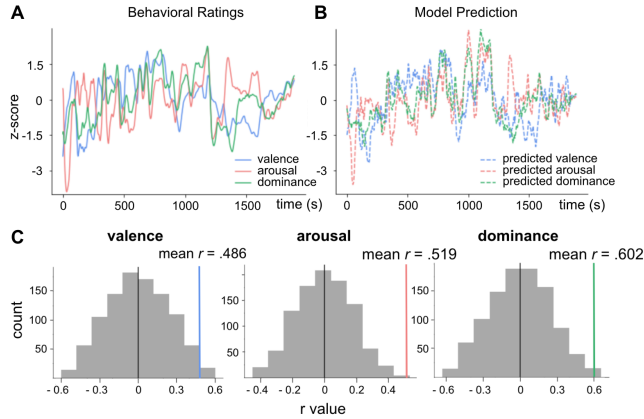 A Behavioral Ratings
B Model Prediction
z-score
1.5
0
-1.5
-3
valence
arousal
dominance
0 500 1000 1500 time (s)
1.5
0
-1.5
-3
predicted valence
predicted arousal
predicted dominance
0 500 1000 1500 time (s)
C
valence
mean r = .486
count
150
100
50
- 0.6 - 0.3 0 0.3 0.6
arousal
mean r = .519
150
100
50
- 0.4 - 0.2 0 0.2 0.4
r value
dominance
mean r = .602
150
100
50
- 0.6 - 0.3 0 0.3 0.6